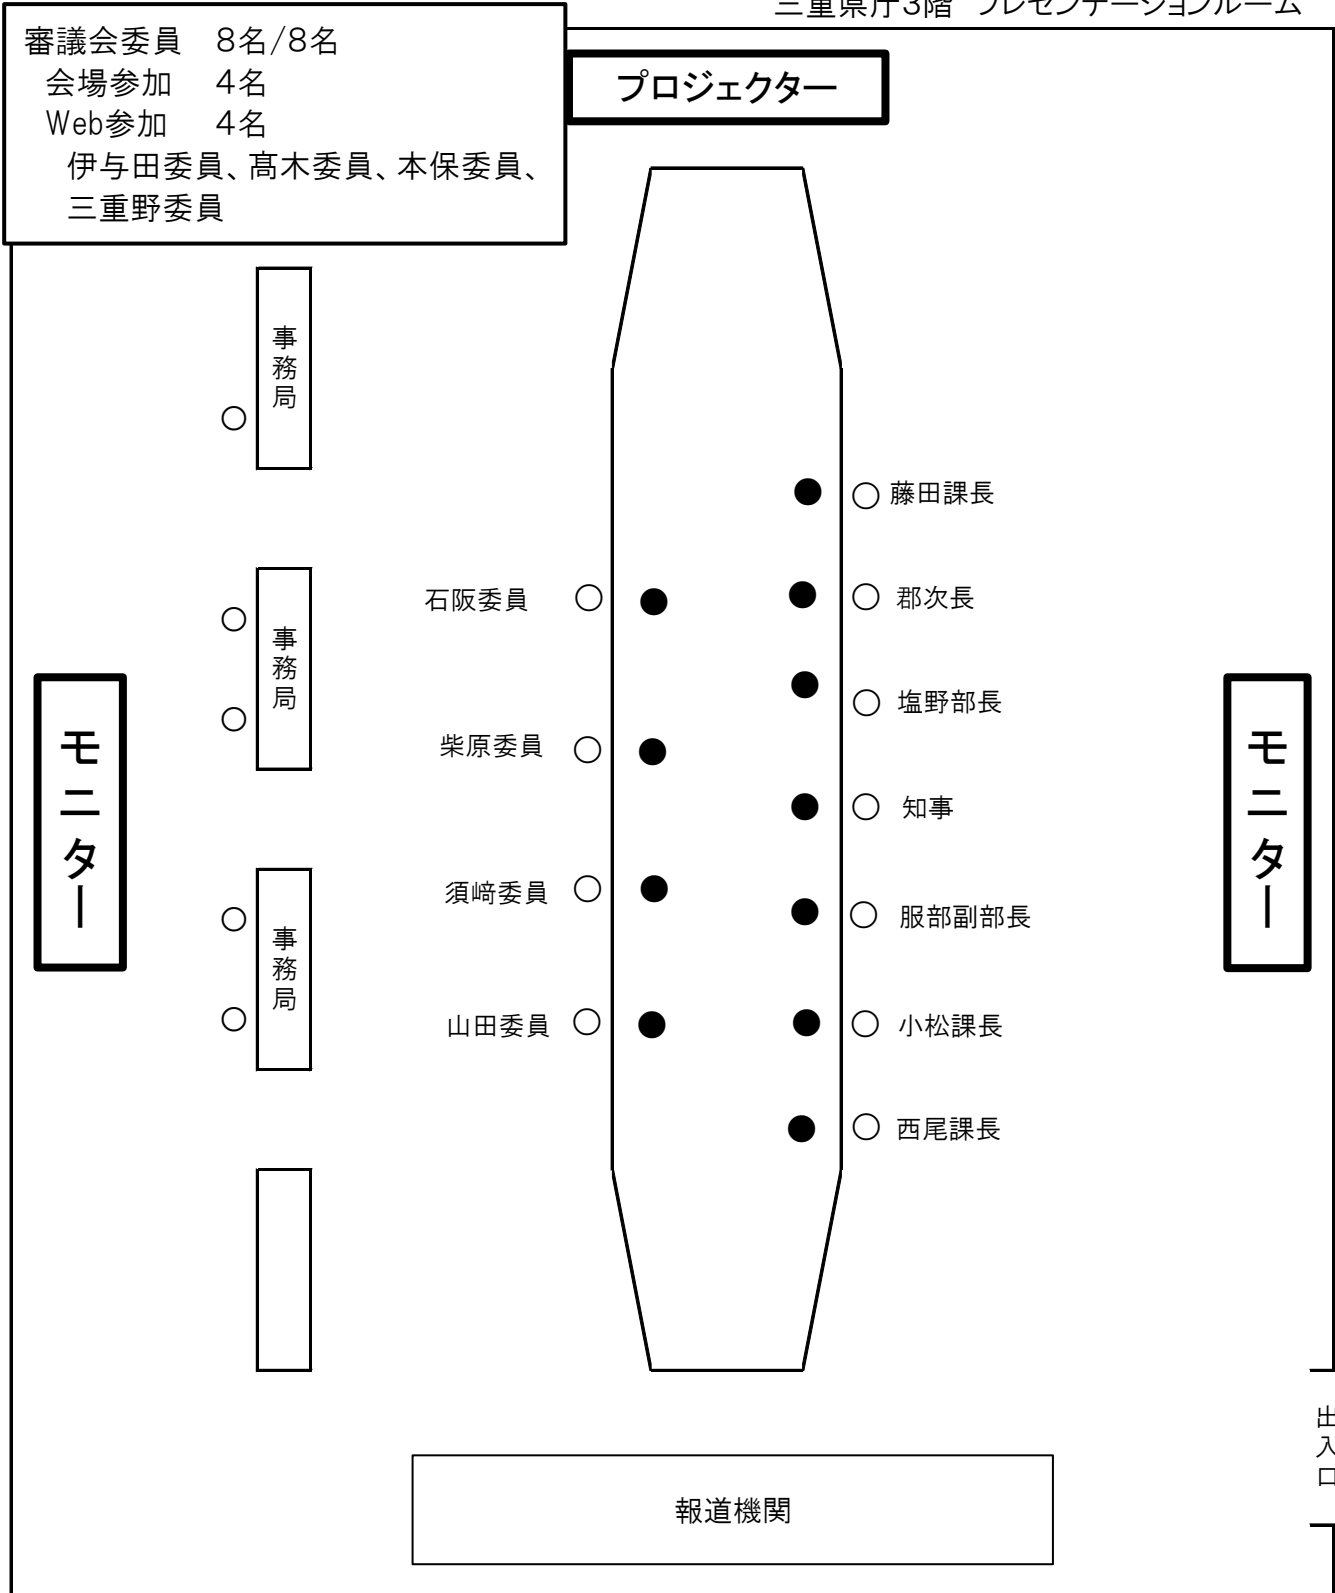 三重県庁3階　プレゼンテーションルーム
審議会委員　8名/8名
会場参加　4名
Web参加　4名
伊与田委員、髙木委員、本保委員、
三重野委員
プロジェクター
事務局
藤田課長
石阪委員
郡次長
事務局
塩野部長
モニター
柴原委員
モニター
知事
須﨑委員
服部副部長
事務局
山田委員
小松課長
西尾課長
出入口
報道機関